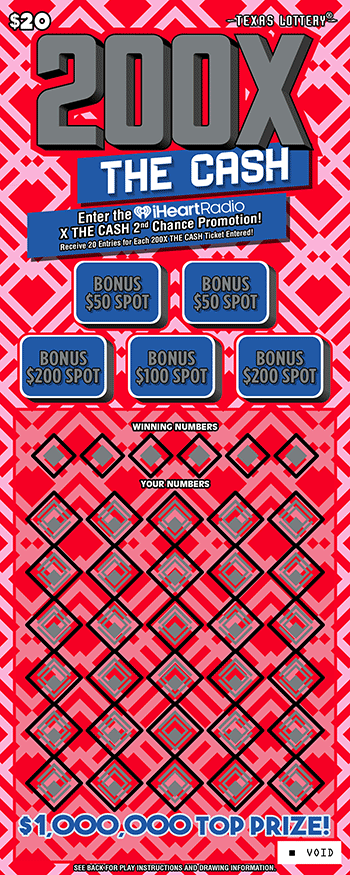 $20
TEXAS LOTTERY®
200X
THE CASH
Enter the iHeartRadio
X THE CASH 2nd Chance Promotion!
Receive 20 Entries for Each 200X THE CASH Ticket Entered!
BONUS
$50 SPOT
BONUS
$50 SPOT
BONUS
$200 SPOT
BONUS
$100 SPOT
BONUS
$200 SPOT
WINNING NUMBERS
YOUR NUMBERS
$1,000,000 TOP PRIZE!
VOID
SEE BACK FOR PLAY INSTRUCTIONS AND DRAWING INFORMATION.